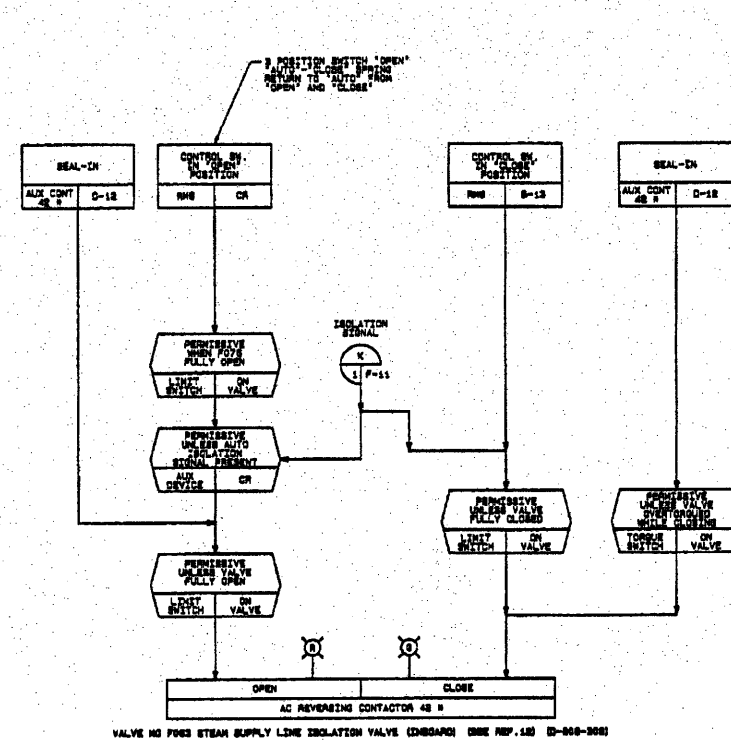 3 POSITION SWITCH "OPEN"
"AUTO"-"CLOSE" SPRING
RETURN TO "AUTO" FROM
"OPEN" AND "CLOSE"
SEAL-IN
AUX CONT
42
CONTROL SW.
IN "OPEN"
POSITION
RMS
CR
CONTROL SW.
IN "CLOSE"
POSITION
RMS
SEAL-IN
AUX CONT
42
ISOLATION
SIGNAL
K
1
F-11
PERMISSIVE
WHEN F076
FULLY OPEN
LIMIT
SWITCH
ON
VALVE
PERMISSIVE
UNLESS AUTO
ISOLATION
SIGNAL PRESENT
AUX
DEVICE
CR
PERMISSIVE
UNLESS VALVE
FULLY CLOSED
LIMIT
SWITCH
ON
VALVE
PERMISSIVE
UNLESS VALVE
OVERTORQUED
WHILE CLOSING
TORQUE
SWITCH
ON
VALVE
PERMISSIVE
UNLESS VALVE
FULLY OPEN
LIMIT
SWITCH
ON
VALVE
R
OPEN
CLOSE
AC REVERSING CONTACTOR 42
VALVE NO F063 STEAM SUPPLY LINE ISOLATION VALVE (INBOARD) (SEE REF.12)